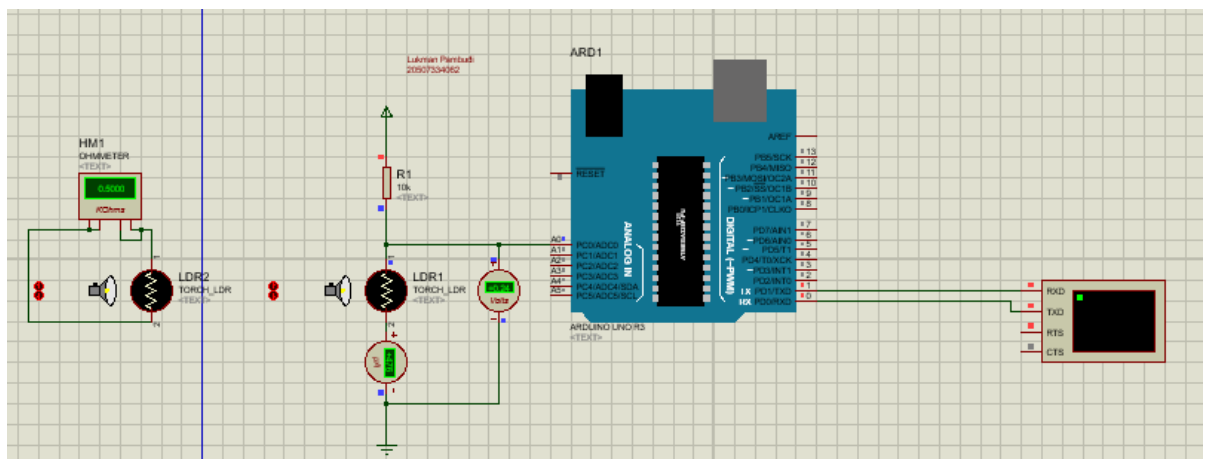 Lukman Pambudi
20507334062
HM1
OHMMETER
<TEXT>
0.5000
KOhms
1
LDR2
TORCH_LDR
<TEXT>
2
R1
10k
<TEXT>
1
LDR1
TORCH_LDR
<TEXT>
2
+
-
+
Volts
-
ARD1
RESET
AREF
PB5/SCK
PB4/MISO
PB3/MOSI/OC2A
PB2/SS/OC1B
PB1/OC1A
PB0/ICP1/CLKO
13
12
11
10
9
8
PD7/AIN1
PD6/AIN0
PD5/T1
PD4/T0/XCK
PD3/INT1
PD2/INT0
PD1/TXD
PD0/RXD
7
6
5
4
3
2
1
0
TX
RX
DIGITAL (~PWM)
ANALOG IN
A0
A1
A2
A3
A4
A5
PC0/ADC0
PC1/ADC1
PC2/ADC2
PC3/ADC3
PC4/ADC4/SDA
PC5/ADC5/SCL
ARDUINO UNO R3
<TEXT>
RXD
TXD
RTS
CTS